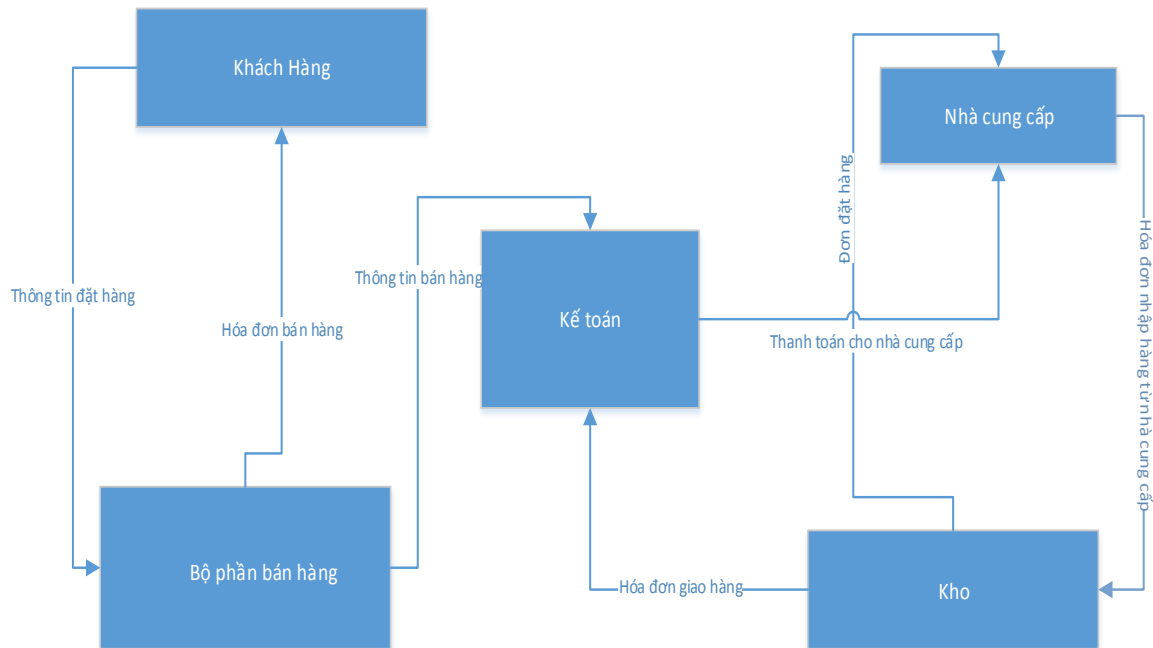 Khách Hàng
Nhà cung cấp
Đơn đặt hàng
Hóa đơn nhập hàng từ nhà cung cấp
Thông tin bán hàng
Thông tin đặt hàng
Kế toán
Hóa đơn bán hàng
Thanh toán cho nhà cung cấp
Bộ phần bán hàng
Hóa đơn giao hàng
Kho